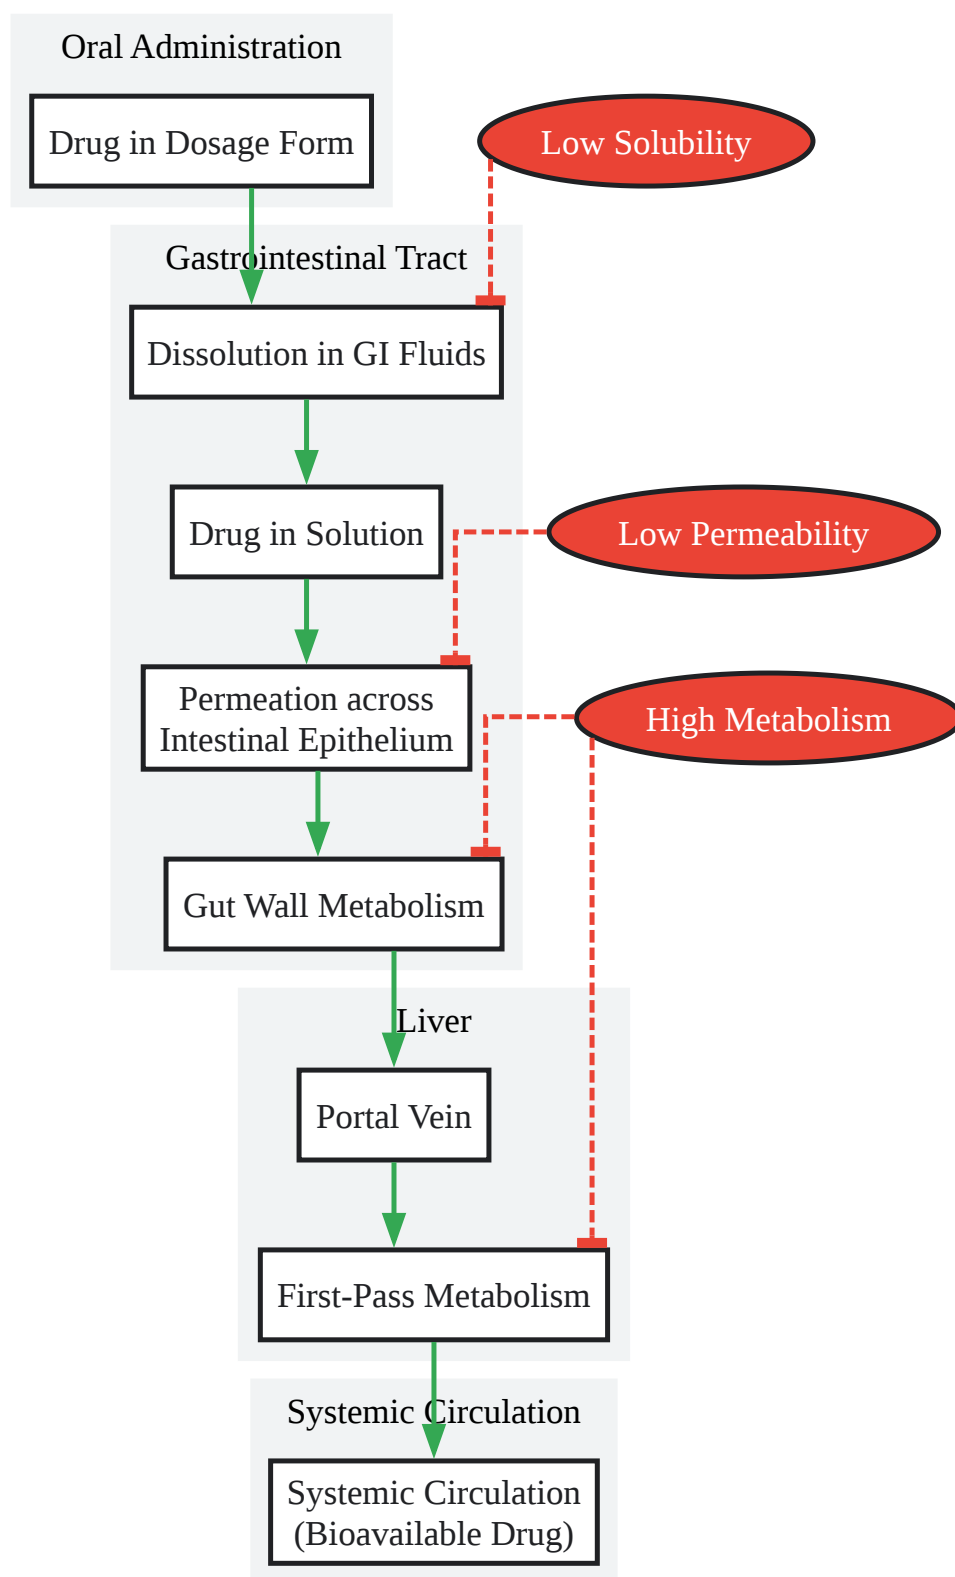 Oral Administration
Drug in Dosage Form
Low Solubility
Gastrointestinal Tract
Dissolution in GI Fluids
Drug in Solution
Low Permeability
Permeation across
Intestinal Epithelium
High Metabolism
Gut Wall Metabolism
Liver
Portal Vein
First-Pass Metabolism
Systemic Circulation
Systemic Circulation
(Bioavailable Drug)